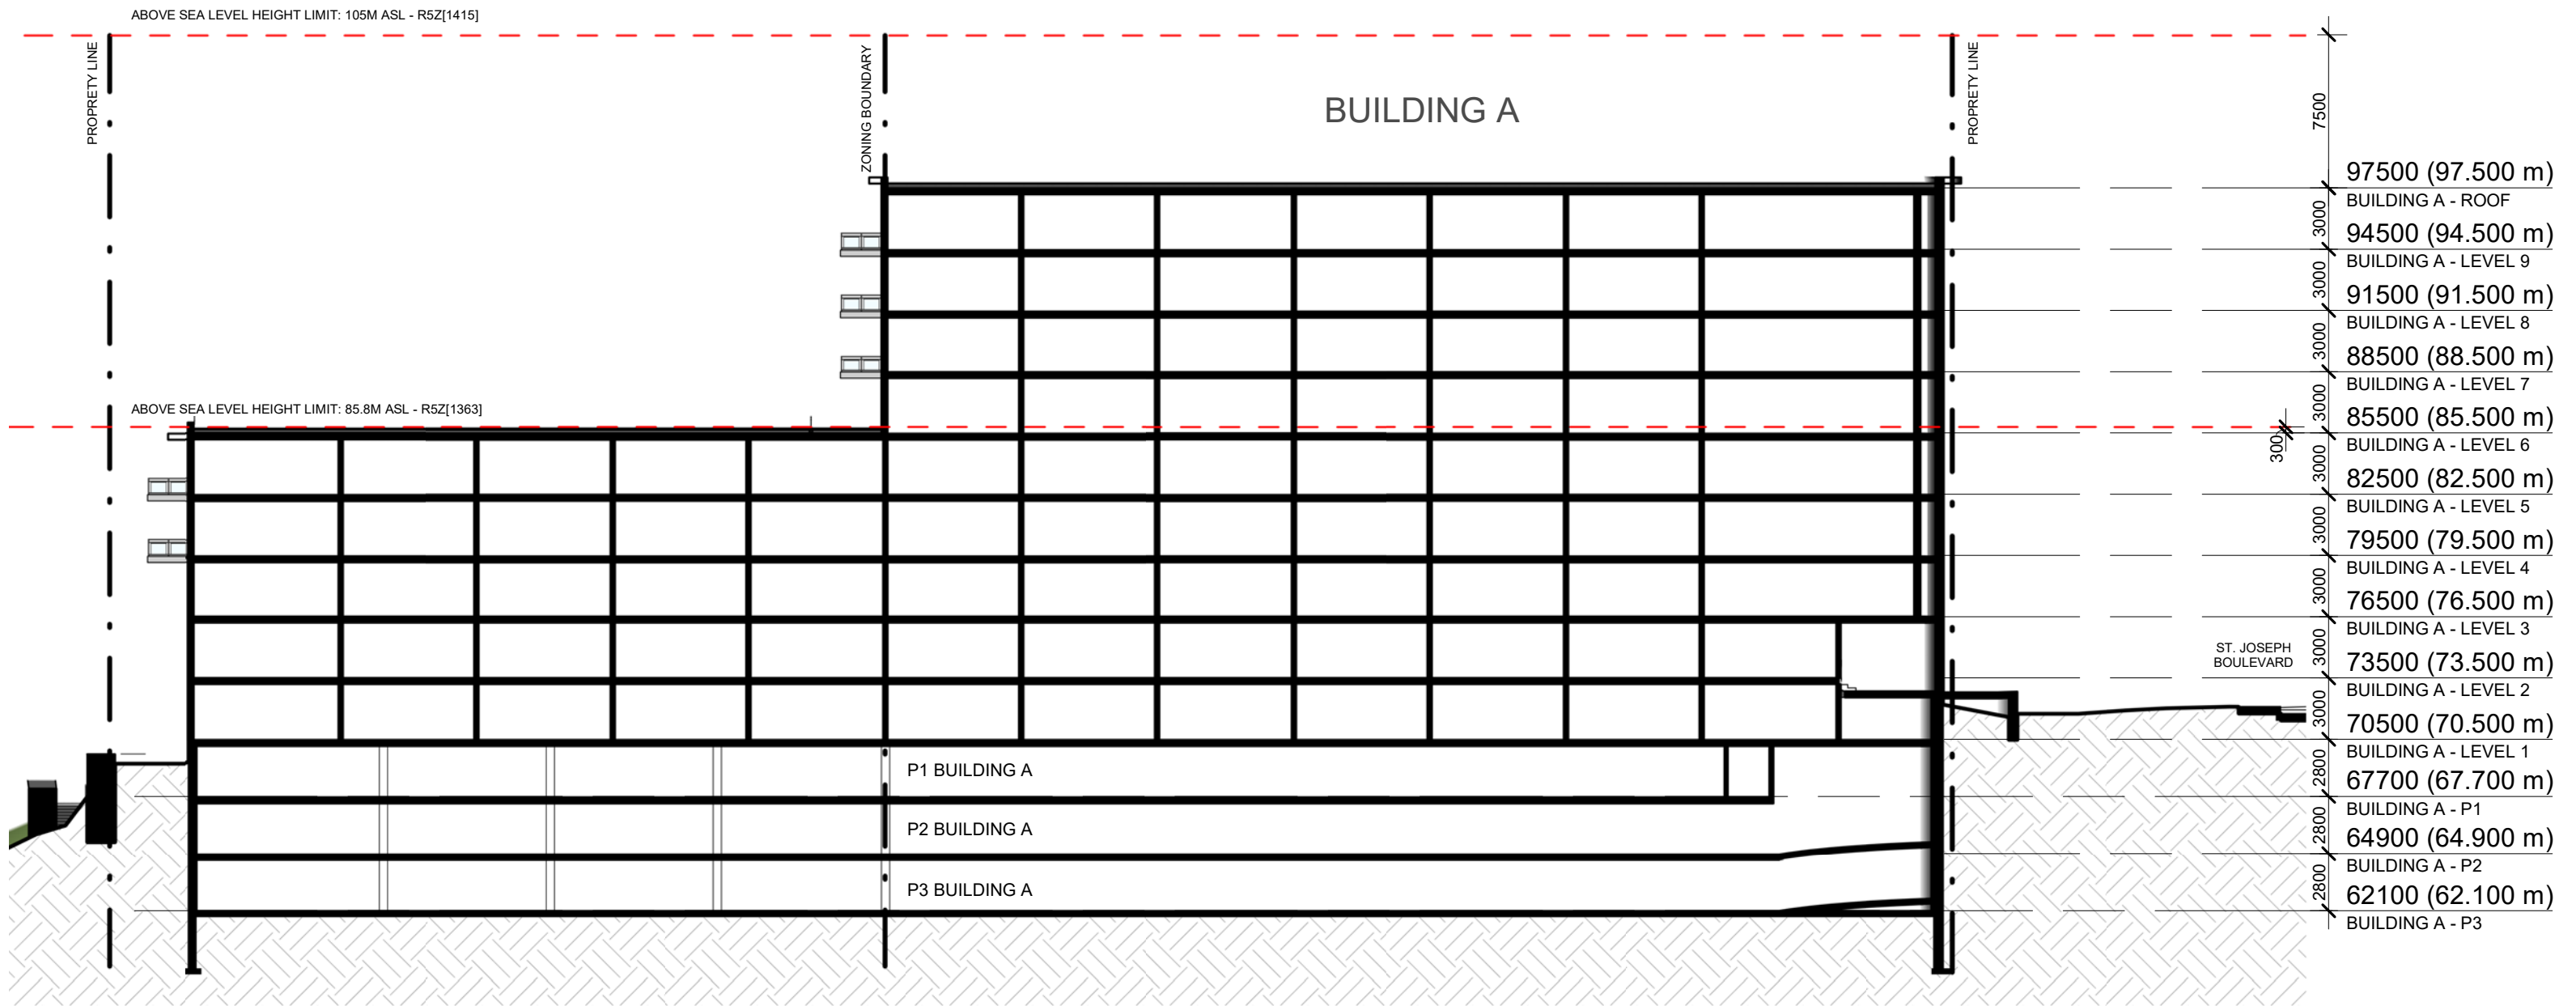 ABOVE SEA LEVEL HEIGHT LIMIT: 105M ASL - R5Z[1415]
PROPRETY LINE
ZONING BOUNDARY
BUILDING A
PROPRETY LINE
7500
97500 (97.500 m)
BUILDING A - ROOF
3000
94500 (94.500 m)
BUILDING A - LEVEL 9
3000
91500 (91.500 m)
BUILDING A - LEVEL 8
3000
88500 (88.500 m)
BUILDING A - LEVEL 7
3000
ABOVE SEA LEVEL HEIGHT LIMIT: 85.8M ASL - R5Z[1363]
85500 (85.500 m)
BUILDING A - LEVEL 6
300
3000
82500 (82.500 m)
BUILDING A - LEVEL 5
3000
79500 (79.500 m)
BUILDING A - LEVEL 4
3000
76500 (76.500 m)
BUILDING A - LEVEL 3
ST. JOSEPH
BOULEVARD
3000
73500 (73.500 m)
BUILDING A - LEVEL 2
3000
70500 (70.500 m)
BUILDING A - LEVEL 1
P1 BUILDING A
2800
67700 (67.700 m)
BUILDING A - P1
P2 BUILDING A
2800
64900 (64.900 m)
BUILDING A - P2
P3 BUILDING A
2800
62100 (62.100 m)
BUILDING A - P3